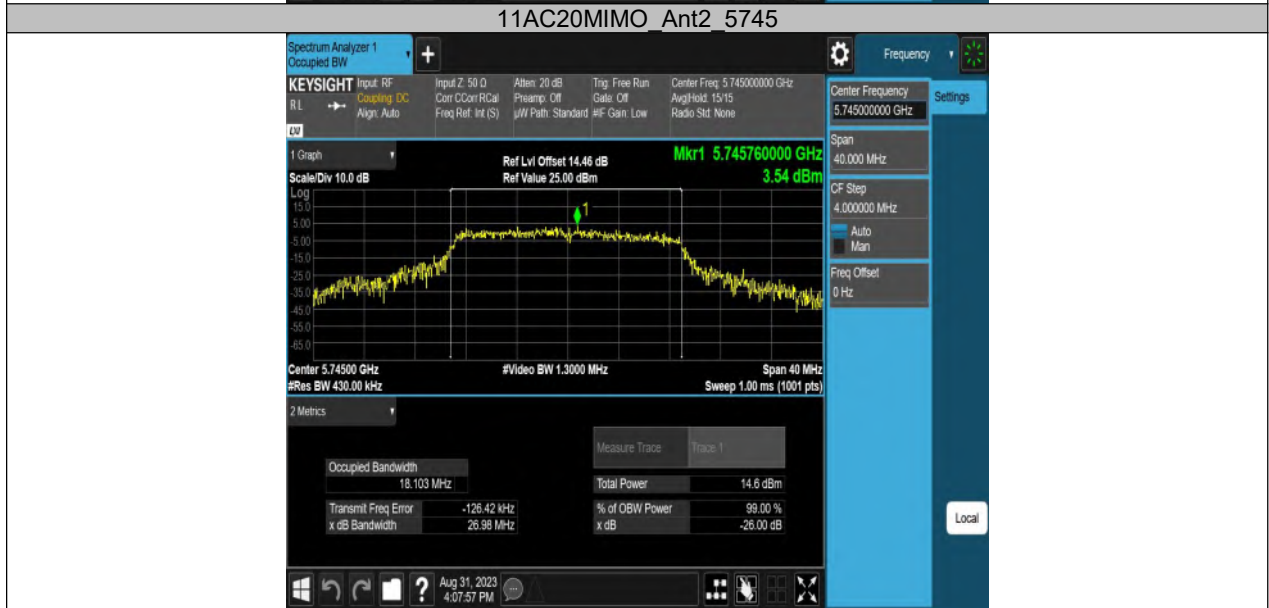 11AC20MIMO_Ant2_5745
Spectrum Analyzer 1
Occupied BW
+
Frequency
KEYSIGHT Input: RF Input Z: 50 Ω Atten: 20 dB Trig: Free Run Center Freq: 5.745000000 GHz
RL Coupling: DC Corr CCorr RCal Preamp: Off Gate: Off Avg|Hold: 15/15
Align: Auto Freq Ref: Int (S) µW Path: Standard #IF Gain: Low Radio Std: None
LXI
Center Frequency
5.745000000 GHz
Settings
Span
40.000 MHz
CF Step
4.000000 MHz
Auto
Man
Freq Offset
0 Hz
1 Graph
Ref Lvl Offset 14.46 dB
Mkr1 5.745760000 GHz
Scale/Div 10.0 dB
Ref Value 25.00 dBm
3.54 dBm
Log
15.0
5.00
-5.00
-15.0
-25.0
-35.0
-45.0
-55.0
-65.0
1
Center 5.74500 GHz #Video BW 1.3000 MHz Span 40 MHz
#Res BW 430.00 kHz Sweep 1.00 ms (1001 pts)
2 Metrics
Measure Trace Trace 1
Occupied Bandwidth
18.103 MHz
Total Power 14.6 dBm
Transmit Freq Error -126.42 kHz % of OBW Power 99.00 %
x dB Bandwidth 26.98 MHz x dB -26.00 dB
Local
? Aug 31, 2023
4:07:57 PM